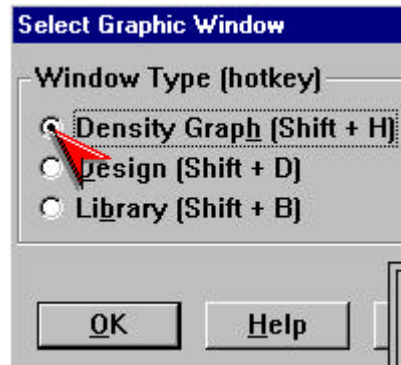 Select Graphic Window
Window Type (hotkey)
Density Graph (Shift + H)
Design (Shift + D)
Library (Shift + B)
OK Help